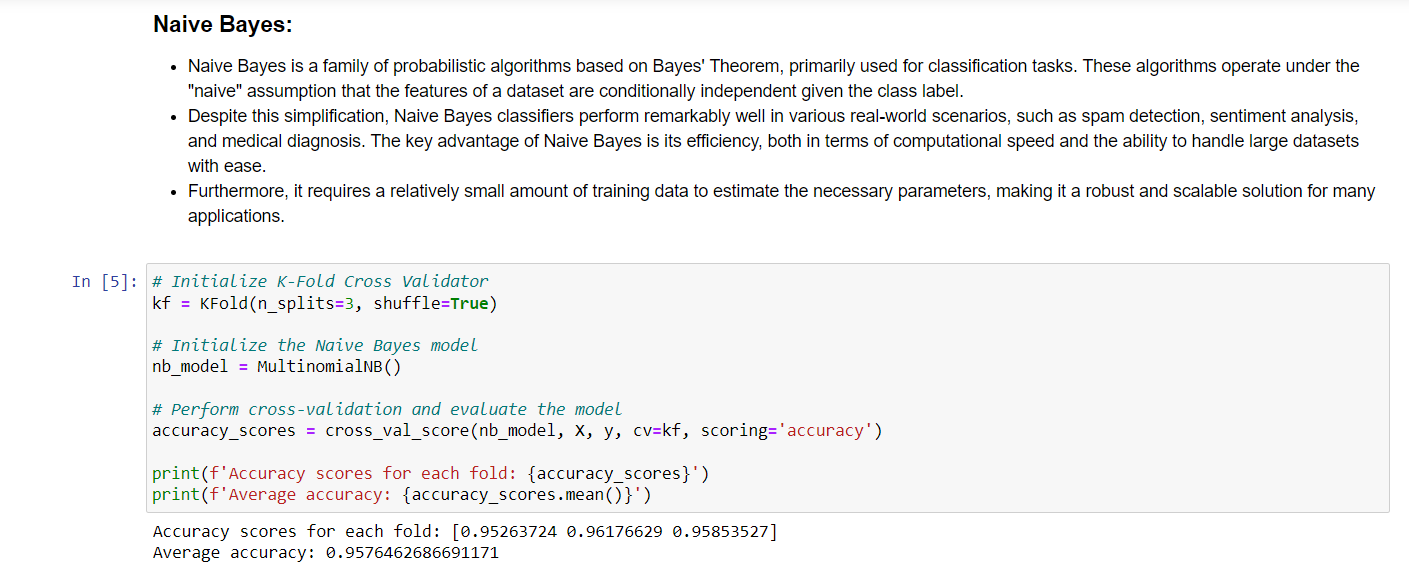 Naive Bayes:
• Naive Bayes is a family of probabilistic algorithms based on Bayes' Theorem, primarily used for classification tasks. These algorithms operate under the
"naive" assumption that the features of a dataset are conditionally independent given the class label.
• Despite this simplification, Naive Bayes classifiers perform remarkably well in various real-world scenarios, such as spam detection, sentiment analysis,
and medical diagnosis. The key advantage of Naive Bayes is its efficiency, both in terms of computational speed and the ability to handle large datasets
with ease.
• Furthermore, it requires a relatively small amount of training data to estimate the necessary parameters, making it a robust and scalable solution for many
applications.
In [5]: # Initialize K-Fold Cross Validator
kf = KFold(n_splits=3, shuffle=True)
# Initialize the Naive Bayes model
nb_model = MultinomialNB()
# Perform cross-validation and evaluate the model
accuracy_scores = cross_val_score(nb_model, X, y, cv=kf, scoring='accuracy')
print(f'Accuracy scores for each fold: {accuracy_scores}')
print(f'Average accuracy: {accuracy_scores.mean()}')
Accuracy scores for each fold: [0.95263724 0.96176629 0.95853527]
Average accuracy: 0.9576462686691171